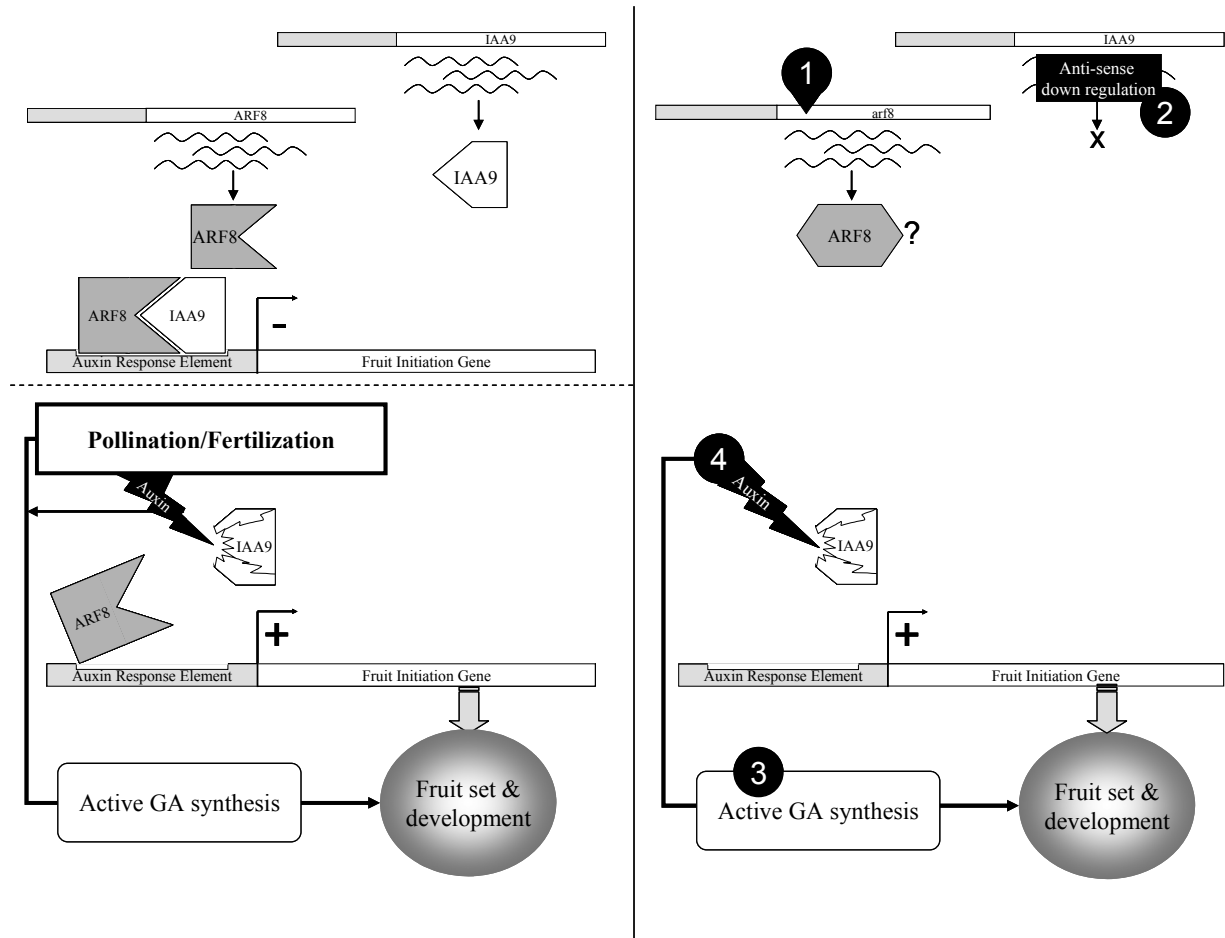 IAA9
ARF8
IAA9
ARF8
ARF8
IAA9
-
Auxin Response Element
Fruit Initiation Gene
Pollination/Fertilization
Auxin
IAA9
ARF8
+
Auxin Response Element
Fruit Initiation Gene
Active GA synthesis
Fruit set &
development
IAA9
1
Anti-sense
down regulation
2
arf8
X
ARF8
?
4
Auxin
IAA9
+
Auxin Response Element
Fruit Initiation Gene
3
Active GA synthesis
Fruit set &
development